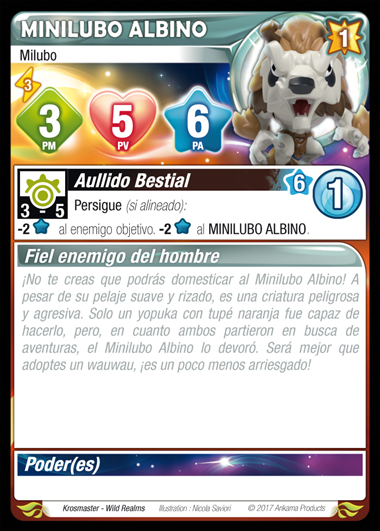 MINILUBO ALBINO
1
Milubo
3
3
PM
5
PV
6
PA
Aullido Bestial
6
1
3 - 5
Persigue (si alineado):
-2 al enemigo objetivo. -2 al MINILUBO ALBINO.
Fiel enemigo del hombre
¡No te creas que podrás domesticar al Minilubo Albino! A
pesar de su pelaje suave y rizado, es una criatura peligrosa
y agresiva. Solo un yopuka con tupé naranja fue capaz de
hacerlo, pero, en cuanto ambos partieron en busca de
aventuras, el Minilubo Albino lo devoró. Será mejor que
adoptes un wauwau, ¡es un poco menos arriesgado!
Poder(es)
Krosmaster - Wild Realms Illustration : Nicola Saviori © 2017 Ankama Products